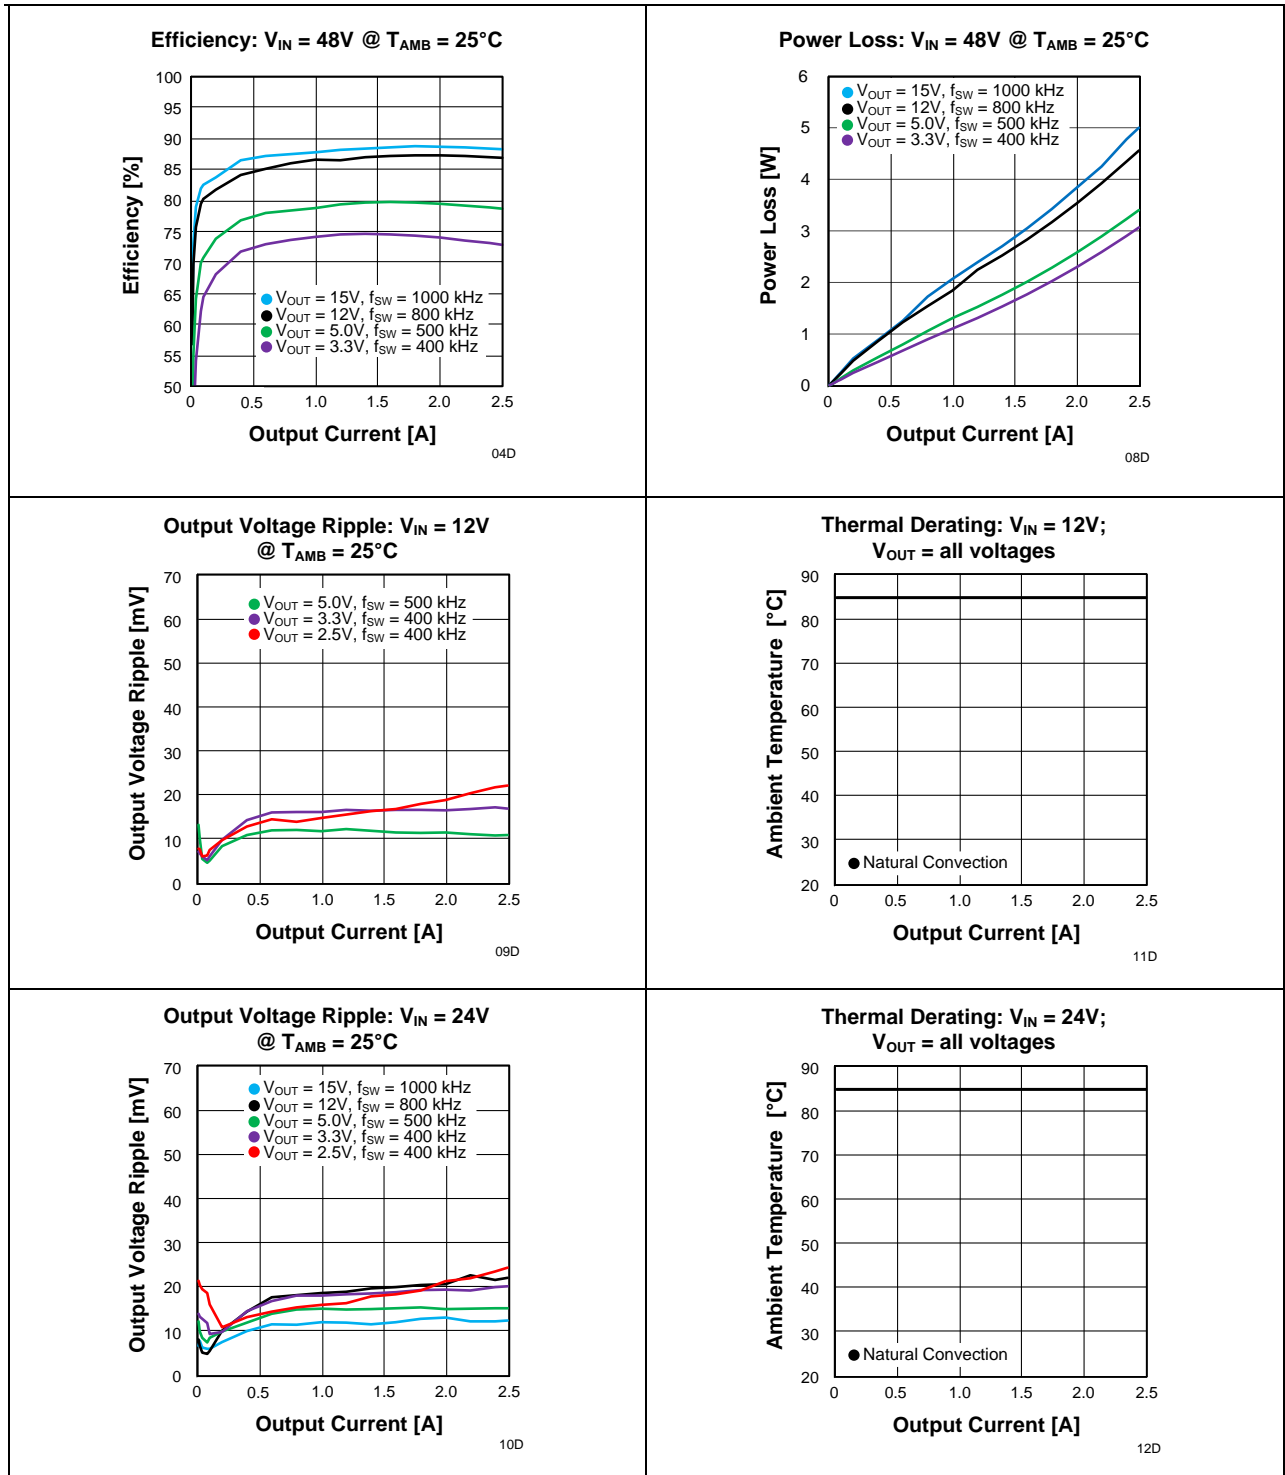 Efficiency: VIN = 48V @ TAMB = 25°C
100
95
90
85
80
75
70
65
60
55
50
Efficiency [%]
VOUT = 15V, fSW = 1000 kHz
VOUT = 12V, fSW = 800 kHz
VOUT = 5.0V, fSW = 500 kHz
VOUT = 3.3V, fSW = 400 kHz
0 0.5 1.0 1.5 2.0 2.5
Output Current [A]
04D
Power Loss: VIN = 48V @ TAMB = 25°C
6
5
4
3
2
1
0
Power Loss [W]
VOUT = 15V, fSW = 1000 kHz
VOUT = 12V, fSW = 800 kHz
VOUT = 5.0V, fSW = 500 kHz
VOUT = 3.3V, fSW = 400 kHz
0 0.5 1.0 1.5 2.0 2.5
Output Current [A]
08D
Output Voltage Ripple: VIN = 12V
@ TAMB = 25°C
70
60
50
40
30
20
10
0
Output Voltage Ripple [mV]
VOUT = 5.0V, fSW = 500 kHz
VOUT = 3.3V, fSW = 400 kHz
VOUT = 2.5V, fSW = 400 kHz
0 0.5 1.0 1.5 2.0 2.5
Output Current [A]
09D
Thermal Derating: VIN = 12V;
VOUT = all voltages
90
80
70
60
50
40
30
20
Ambient Temperature [°C]
Natural Convection
0 0.5 1.0 1.5 2.0 2.5
Output Current [A]
11D
Output Voltage Ripple: VIN = 24V
@ TAMB = 25°C
70
60
50
40
30
20
10
0
Output Voltage Ripple [mV]
VOUT = 15V, fSW = 1000 kHz
VOUT = 12V, fSW = 800 kHz
VOUT = 5.0V, fSW = 500 kHz
VOUT = 3.3V, fSW = 400 kHz
VOUT = 2.5V, fSW = 400 kHz
0 0.5 1.0 1.5 2.0 2.5
Output Current [A]
10D
Thermal Derating: VIN = 24V;
VOUT = all voltages
90
80
70
60
50
40
30
20
Ambient Temperature [°C]
Natural Convection
0 0.5 1.0 1.5 2.0 2.5
Output Current [A]
12D